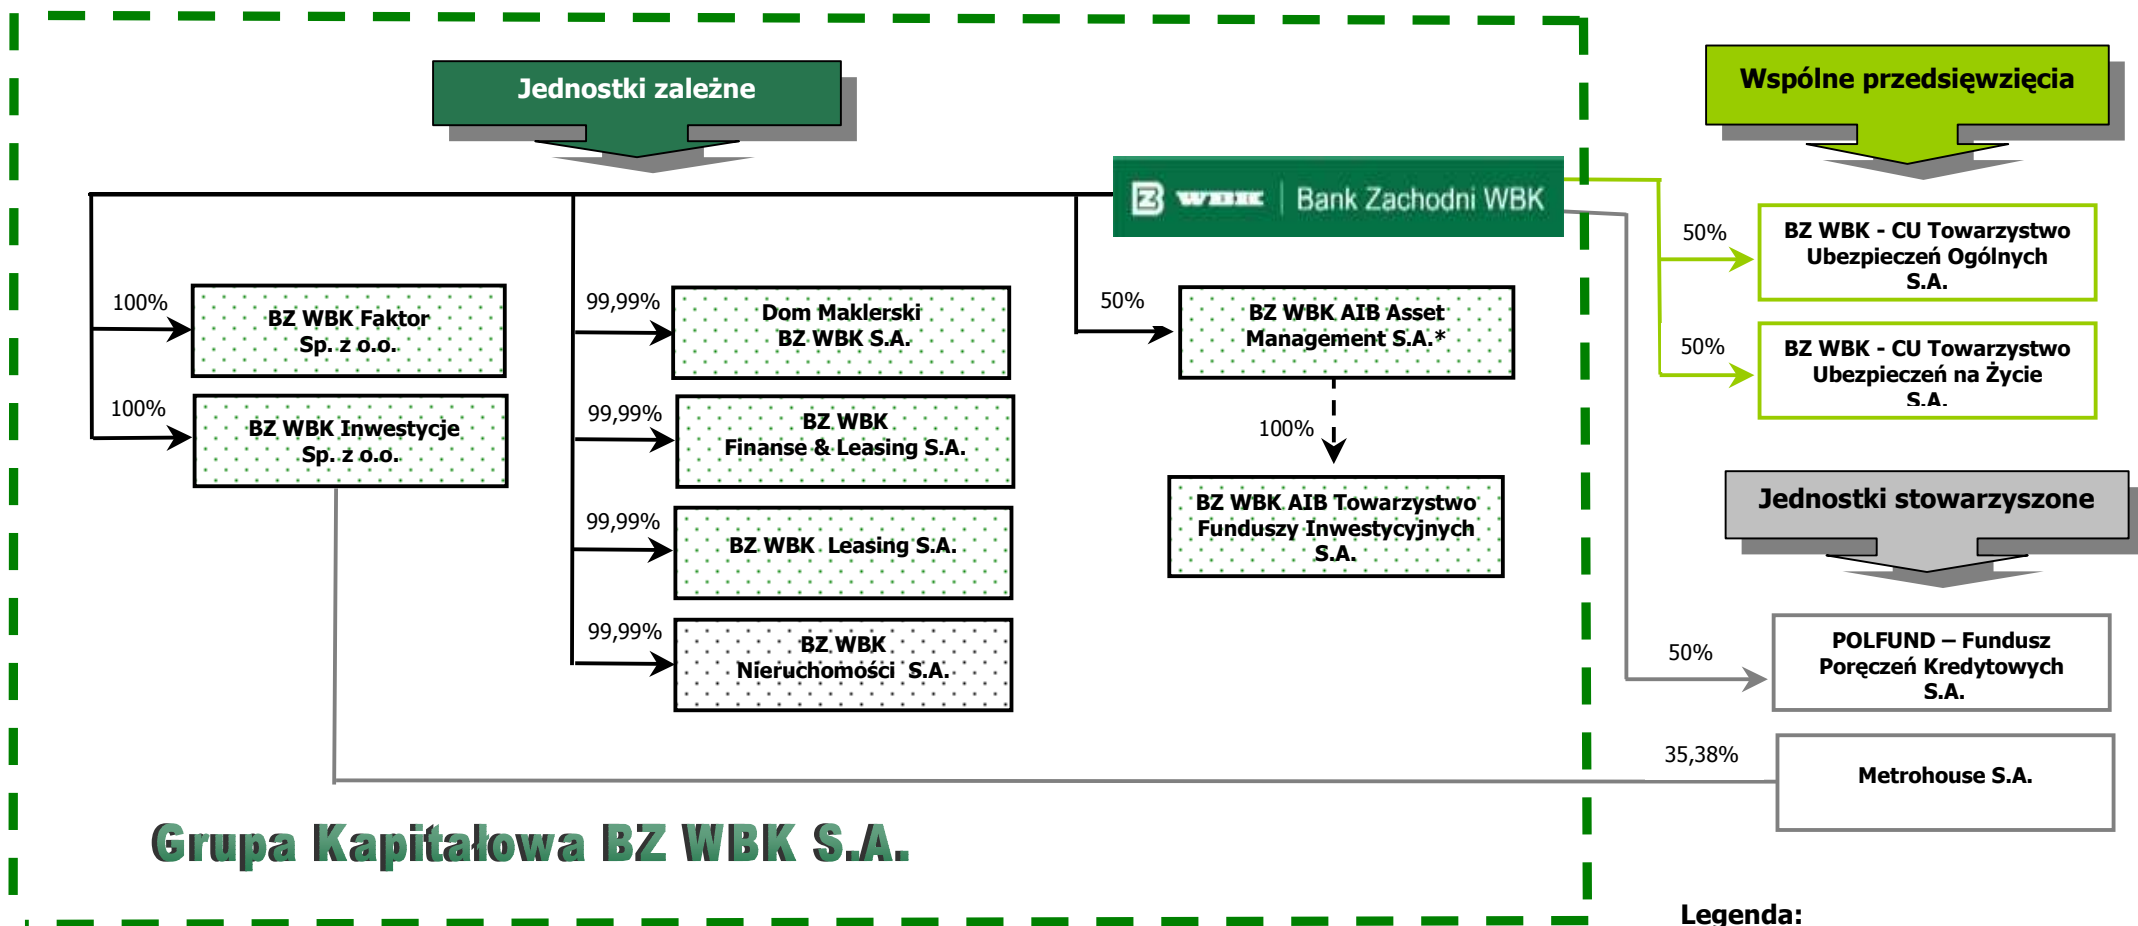 Jednostki zależne
Wspólne przedsięwzięcia
BZ WBK | Bank Zachodni WBK
100%
BZ WBK Faktor
Sp. z o.o.
100%
BZ WBK Inwestycje
Sp. z o.o.
99,99%
Dom Maklerski
BZ WBK S.A.
99,99%
BZ WBK
Finanse & Leasing S.A.
99,99%
BZ WBK Leasing S.A.
99,99%
BZ WBK
Nieruchomości S.A.
50%
BZ WBK AIB Asset
Management S.A.*
100%
BZ WBK AIB Towarzystwo
Funduszy Inwestycyjnych
S.A.
50%
BZ WBK - CU Towarzystwo
Ubezpieczeń Ogólnych
S.A.
50%
BZ WBK - CU Towarzystwo
Ubezpieczeń na Życie
S.A.
Jednostki stowarzyszone
50%
POLFUND – Fundusz
Poręczeń Kredytowych
S.A.
35,38%
Metrohouse S.A.
Grupa Kapitałowa BZ WBK S.A.
Legenda: